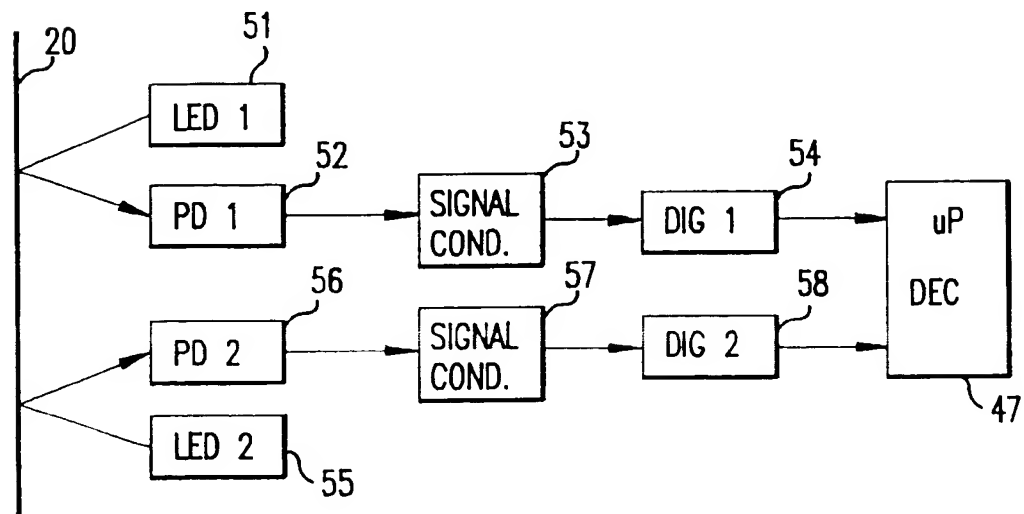 20
51
LED 1
52
PD 1
53
SIGNAL
COND.
54
DIG 1
uP
DEC
47
56
PD 2
57
SIGNAL
COND.
58
DIG 2
LED 2
55